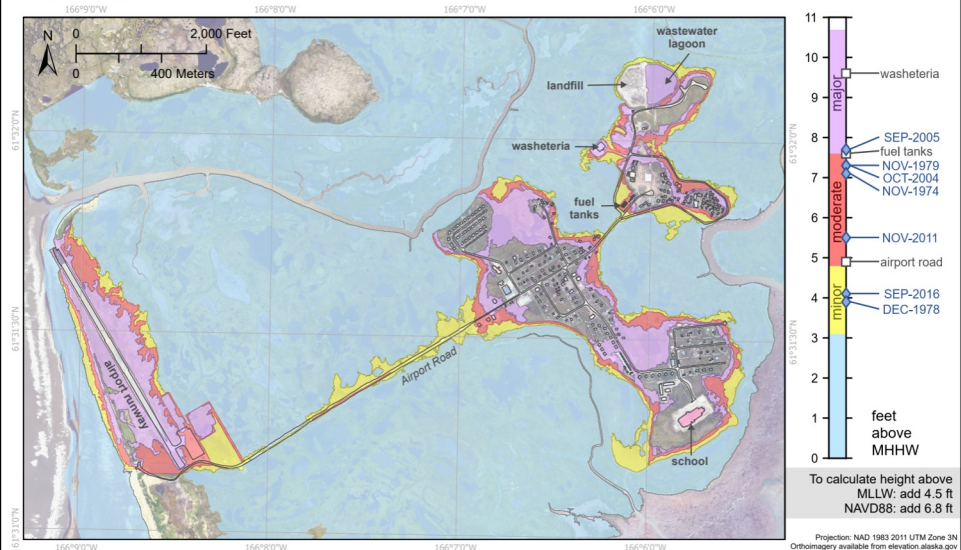 166°9'0"W
166°8'0"W
166°7'0"W
166°6'0"W
N
0
2,000 Feet
0
400 Meters
wastewater
lagoon
landfill
washeteria
fuel
tanks
Airport Road
airport runway
school
61°32'0"N
61°31'30"N
61°31'0"N
61°32'0"N
61°31'30"N
166°9'0"W
166°8'0"W
166°7'0"W
166°6'0"W
11
10
9
8
7
6
5
4
3
2
1
0
major
moderate
minor
washeteria
SEP-2005
fuel tanks
NOV-1979
OCT-2004
NOV-1974
NOV-2011
airport road
SEP-2016
DEC-1978
feet
above
MHHW
To calculate height above
MLLW: add 4.5 ft
NAVD88: add 6.8 ft
Projection: NAD 1983 2011 UTM Zone 3N
Orthoimagery available from elevation.alaska.gov